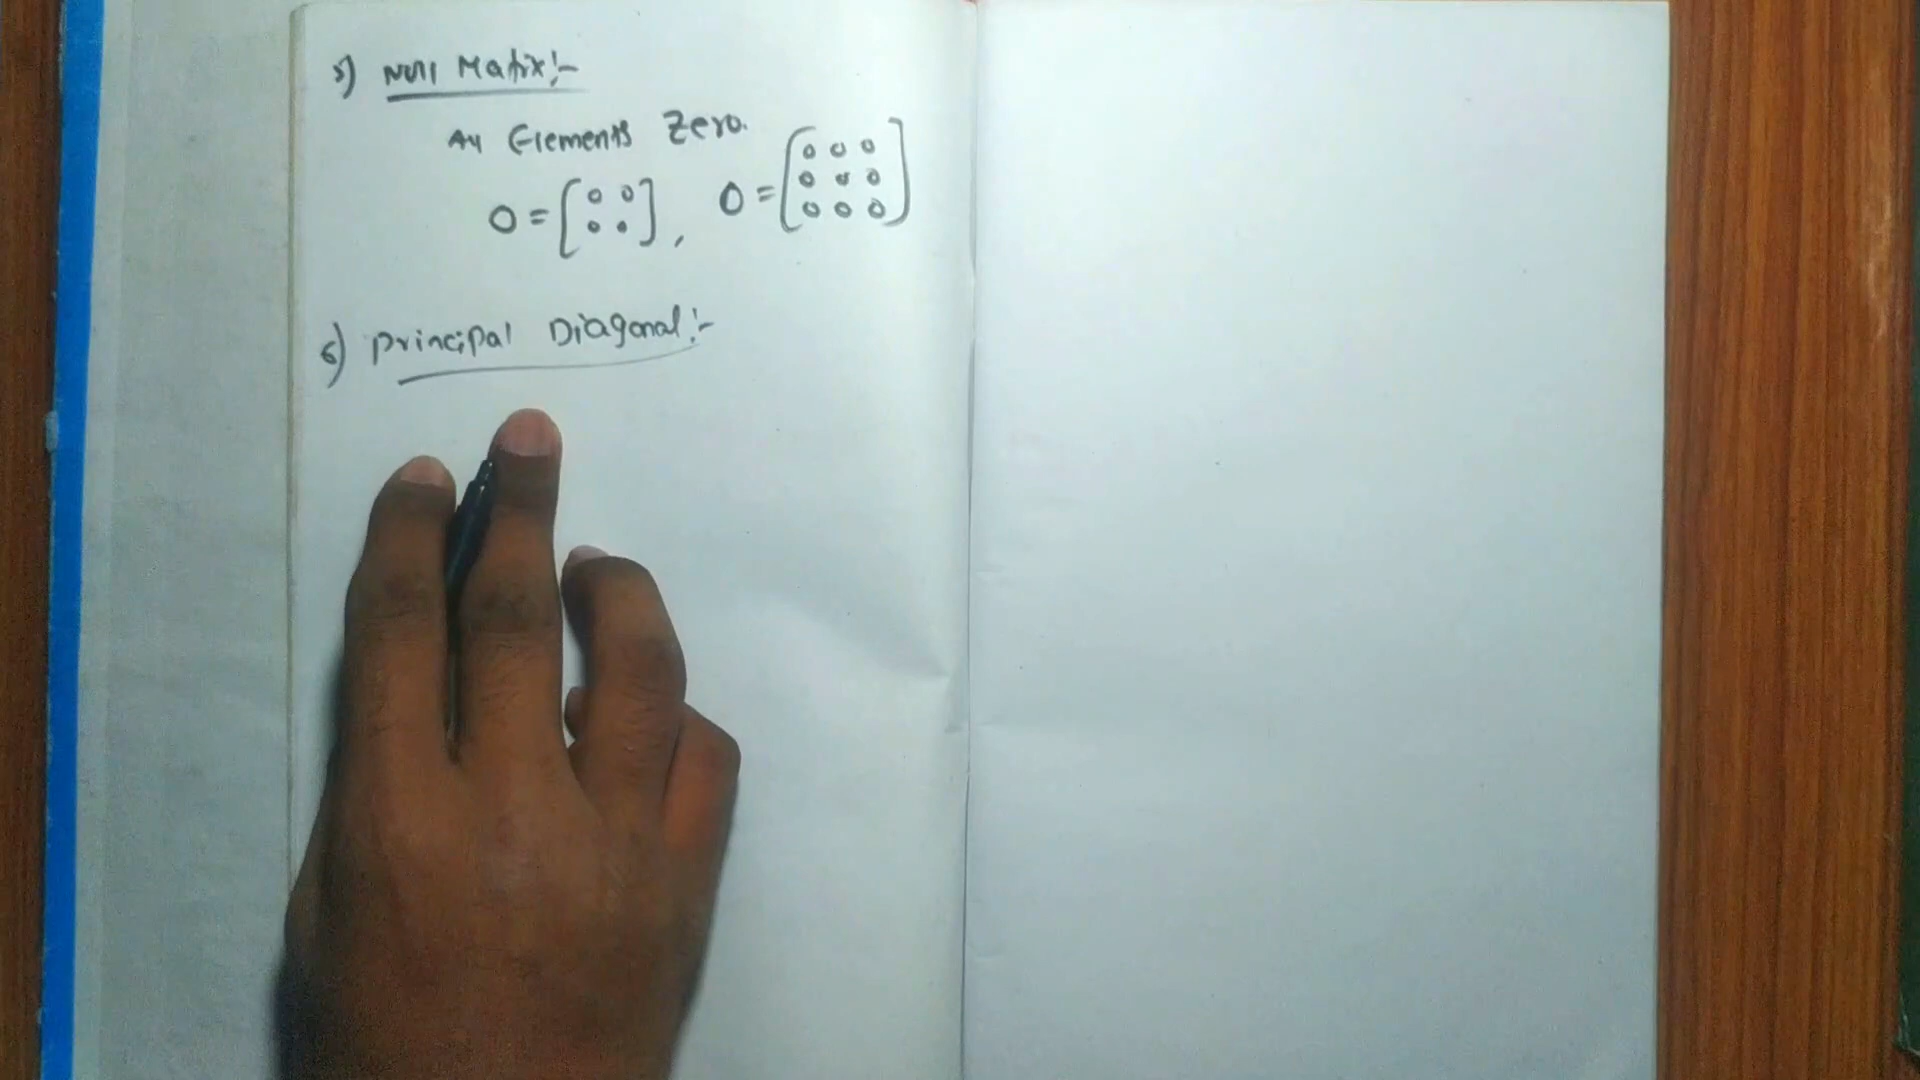 5) Null Matrix:-
All Elements Zero.
O = [0 0
0 0], O = [0 0 0
0 0 0
0 0 0]
6) Principal Diagonal:-